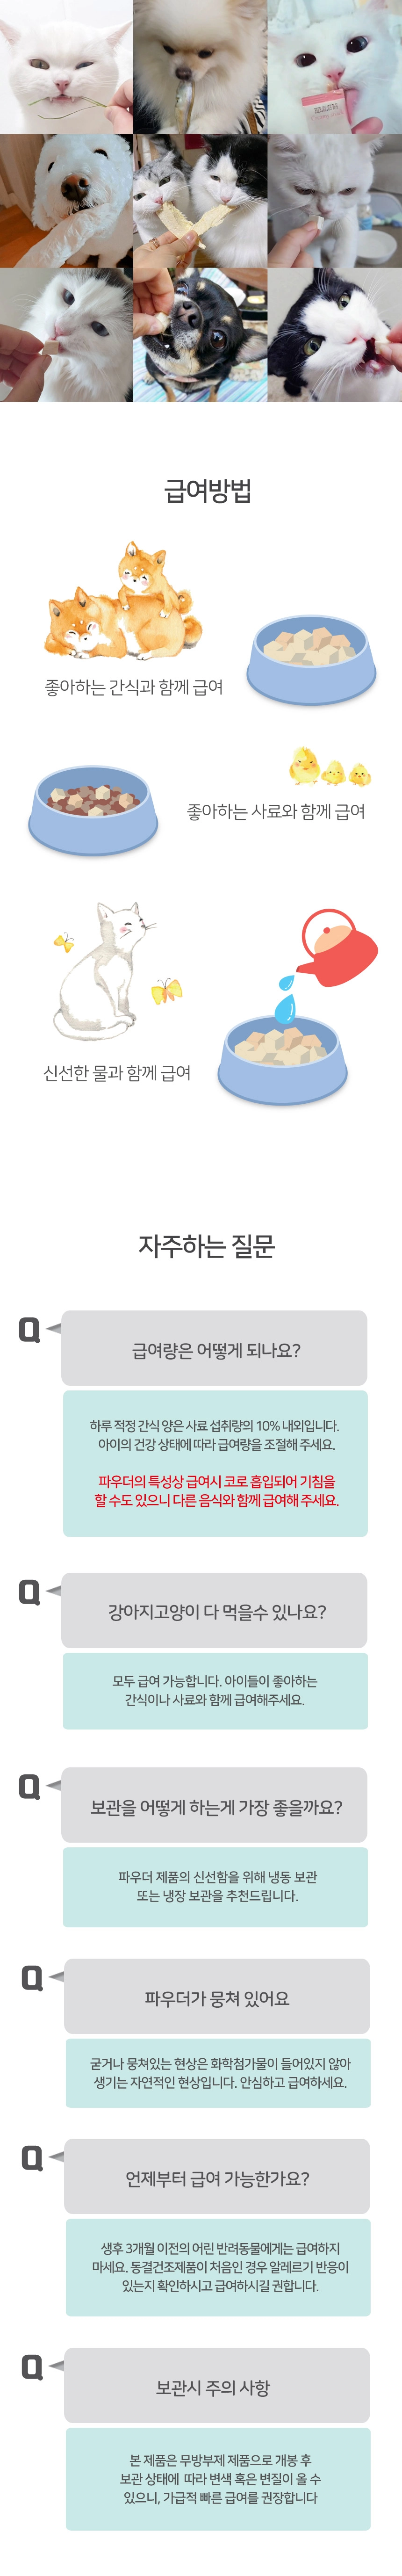 급여방법
좋아하는 간식과 함께 급여
좋아하는 사료와 함께 급여
신선한 물과 함께 급여
자주하는 질문
Q
급여량은 어떻게 되나요?
하루 적정 간식 양은 사료 섭취량의 10% 내외입니다.
아이의 건강 상태에 따라 급여량을 조절해 주세요.
파우더의 특성상 급여시 코로 흡입되어 기침을
할 수도 있으니 다른 음식와 함께 급여해 주세요.
Q
강아지고양이 다 먹을수 있나요?
모두 급여 가능합니다. 아이들이 좋아하는
간식이나 사료와 함께 급여해주세요.
Q
보관을 어떻게 하는게 가장 좋을까요?
파우더 제품의 신선함을 위해 냉동 보관
또는 냉장 보관을 추천드립니다.
Q
파우더가 뭉쳐 있어요
굳거나 뭉쳐있는 현상은 화학첨가물이 들어있지 않아
생기는 자연적인 현상입니다. 안심하고 급여하세요.
Q
언제부터 급여 가능한가요?
생후 3개월 이전의 어린 반려동물에게는 급여하지
마세요. 동결건조제품이 처음인 경우 알레르기 반응이
있는지 확인하시고 급여하시길 권합니다.
Q
보관시 주의 사항
본 제품은 무방부제 제품으로 개봉 후
보관 상태에 따라 변색 혹은 변질이 올 수
있으니, 가급적 빠른 급여를 권장합니다